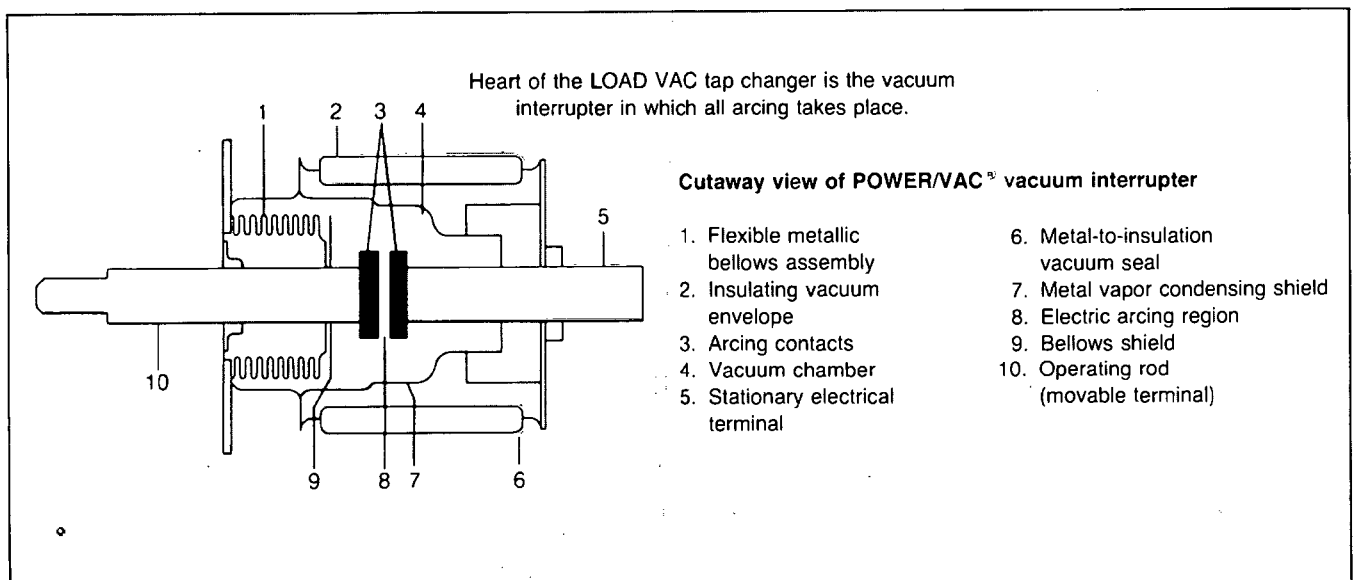 Heart of the LOAD VAC tap changer is the vacuum
interrupter in which all arcing takes place.
1
2
3
4
5
10
9
8
7
6
Cutaway view of POWER/VAC® vacuum interrupter
1. Flexible metallic
bellows assembly
2. Insulating vacuum
envelope
3. Arcing contacts
4. Vacuum chamber
5. Stationary electrical
terminal
6. Metal-to-insulation
vacuum seal
7. Metal vapor condensing shield
8. Electric arcing region
9. Bellows shield
10. Operating rod
(movable terminal)